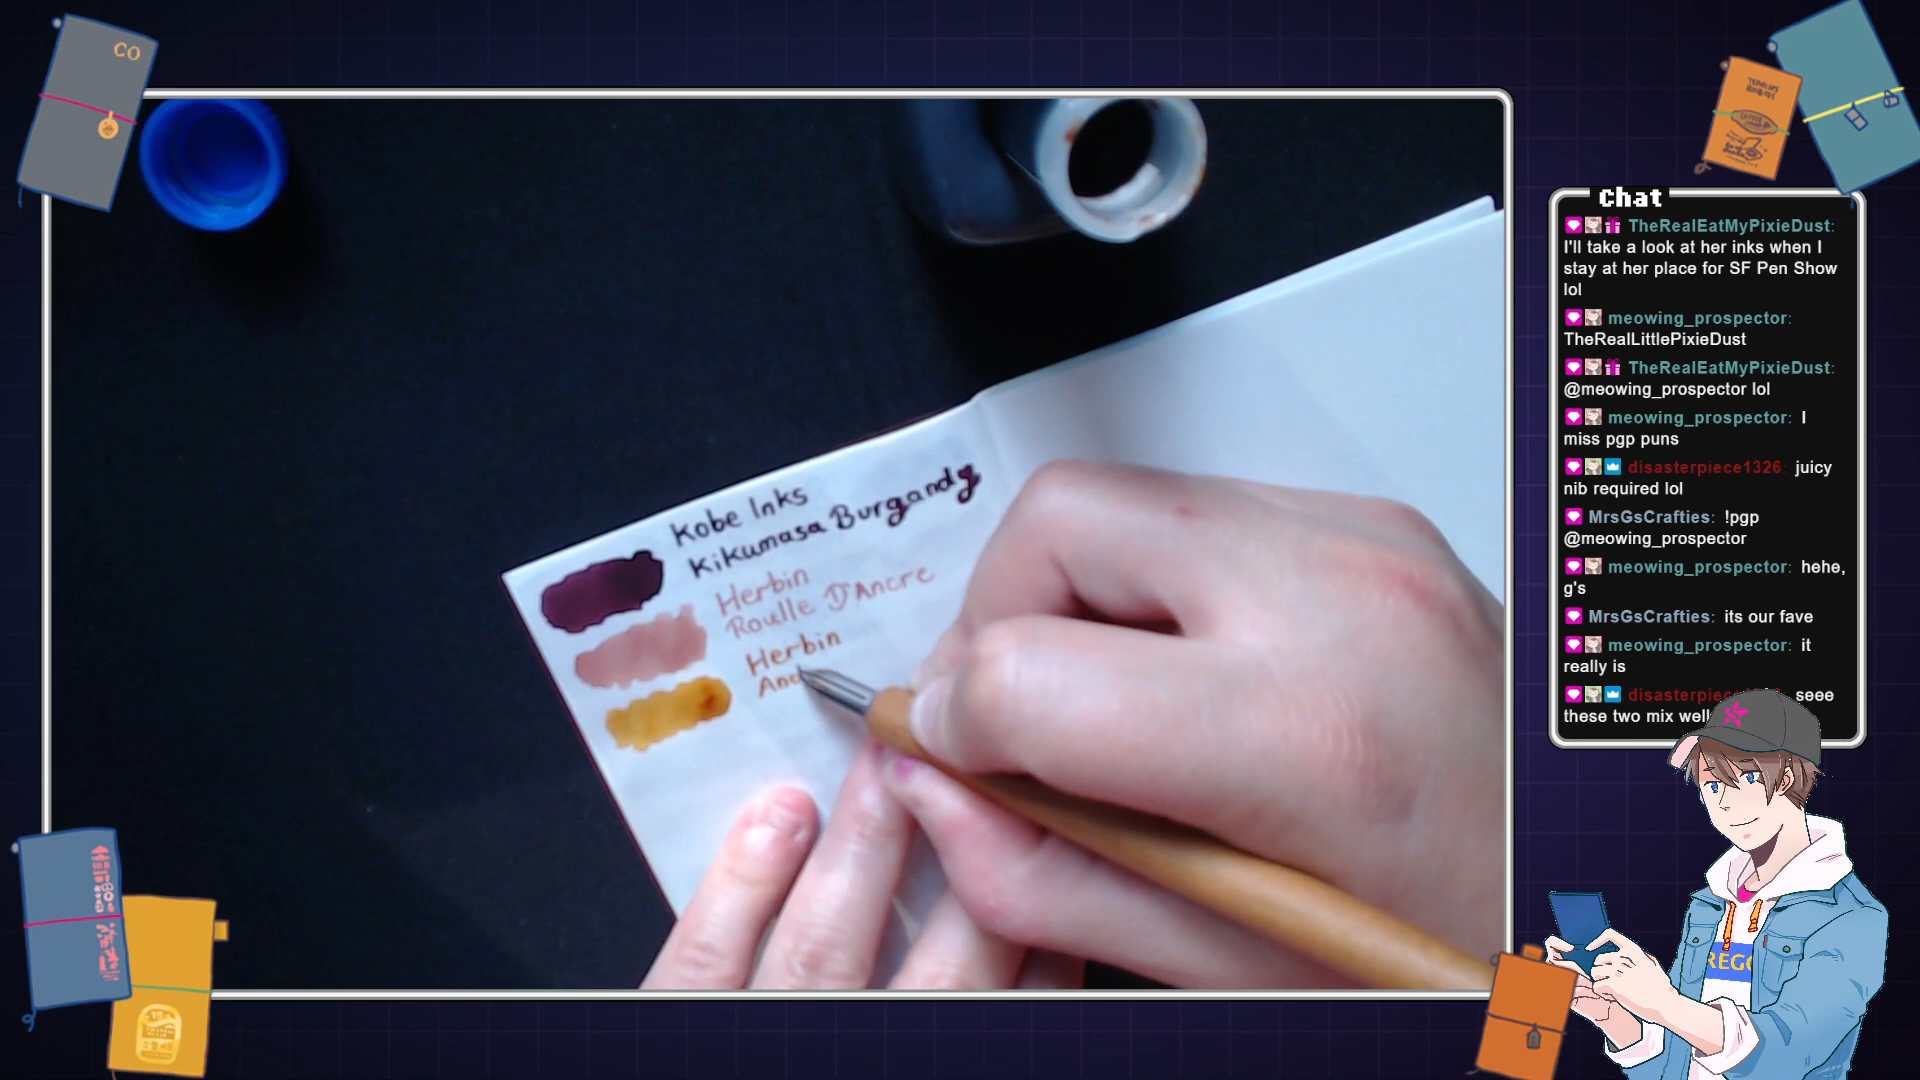 CO
chat
TheRealEatMyPixieDust:
I'll take a look at her inks when I
stay at her place for SF Pen Show
lol
meowing_prospector:
TheRealLittlePixieDust
TheRealEatMyPixieDust:
@meowing_prospector lol
meowing_prospector: I
miss pgp puns
disasterpiece1326: juicy
nib required lol
MrsGsCrafties: !pgp
@meowing_prospector
meowing_prospector: hehe,
g's
MrsGsCrafties: its our fave
meowing_prospector: it
really is
seee
these two mix well
Kobe Inks
Kikumasa Burgandy
Herbin
Roulle D'Ancre
Herbin